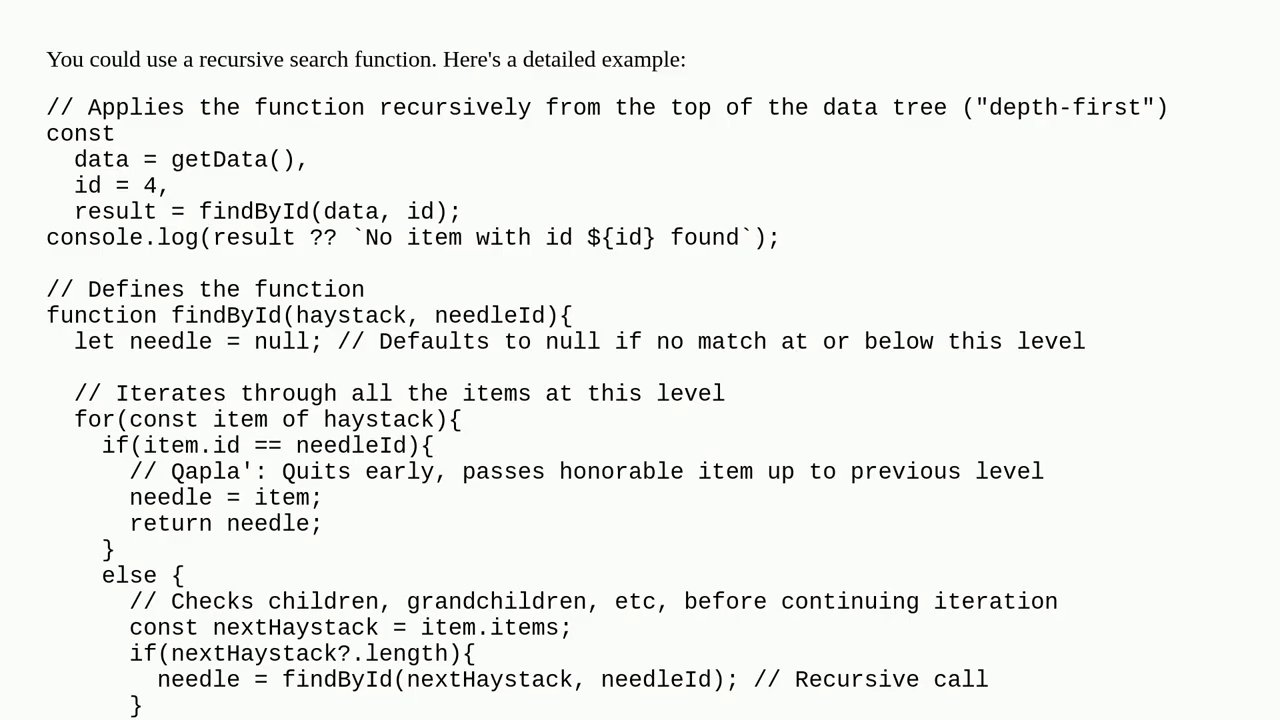 You could use a recursive search function. Here's a detailed example:
// Applies the function recursively from the top of the data tree ("depth-first")
const
  data = getData(),
  id = 4,
  result = findById(data, id);
console.log(result ?? `No item with id ${id} found`);
// Defines the function
function findById(haystack, needleId){
  let needle = null; // Defaults to null if no match at or below this level
  // Iterates through all the items at this level
  for(const item of haystack){
    if(item.id == needleId){
      // Qapla': Quits early, passes honorable item up to previous level
      needle = item;
      return needle;
    }
    else {
      // Checks children, grandchildren, etc, before continuing iteration
      const nextHaystack = item.items;
      if(nextHaystack?.length){
        needle = findById(nextHaystack, needleId); // Recursive call
      }